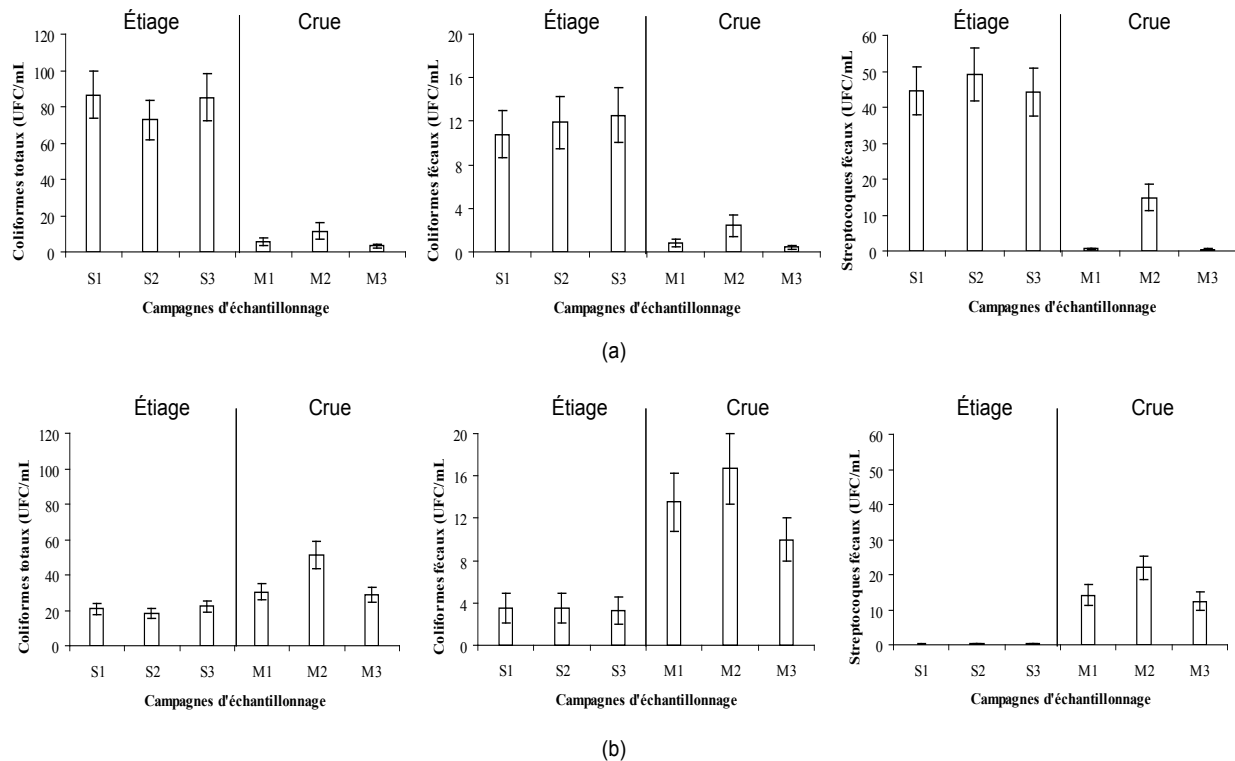 Étiage Crue
Coliformes totaux (UFC/mL
120
100
80
60
40
20
0
S1 S2 S3 M1 M2 M3
Campagnes d'échantillonnage
Étiage Crue
Coliformes fécaux (UFC/mL
20
16
12
8
4
0
S1 S2 S3 M1 M2 M3
Campagnes d'échantillonnage
Étiage Crue
Streptocoques fécaux (UFC/mL
60
50
40
30
20
10
0
S1 S2 S3 M1 M2 M3
Campagnes d'échantillonnage
(a)
Étiage Crue
Coliformes totaux (UFC/mL
120
100
80
60
40
20
0
S1 S2 S3 M1 M2 M3
Campagnes d'échantillonnage
Étiage Crue
Coliformes fécaux (UFC/mL
20
16
12
8
4
0
S1 S2 S3 M1 M2 M3
Campagnes d'échantillonnage
Étiage Crue
Streptocoques fécaux (UFC/mL
60
50
40
30
20
10
0
S1 S2 S3 M1 M2 M3
Campagnes d'échantillonnage
(b)